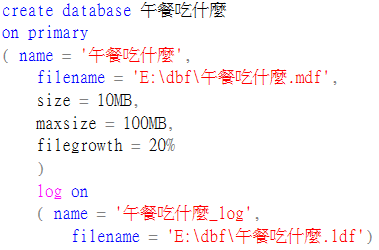 create database 午餐吃什麼
on primary
( name = '午餐吃什麼',
filename = 'E:\dbf\午餐吃什麼.mdf',
size = 10MB,
maxsize = 100MB,
filegrowth = 20%
)
log on
( name = '午餐吃什麼_log',
filename = 'E:\dbf\午餐吃什麼.ldf')